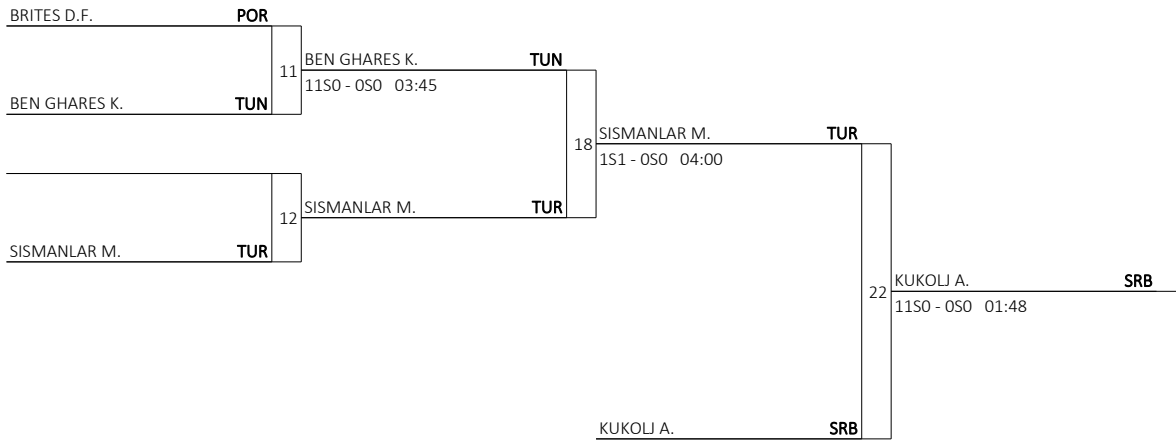 BRITES D.F. POR
11 BEN GHARES K. TUN
11S0 - 0S0 03:45
BEN GHARES K. TUN
18 SISMANLAR M. TUR
1S1 - 0S0 04:00
12 SISMANLAR M. TUR
SISMANLAR M. TUR
22 KUKOLJ A. SRB
11S0 - 0S0 01:48
KUKOLJ A. SRB